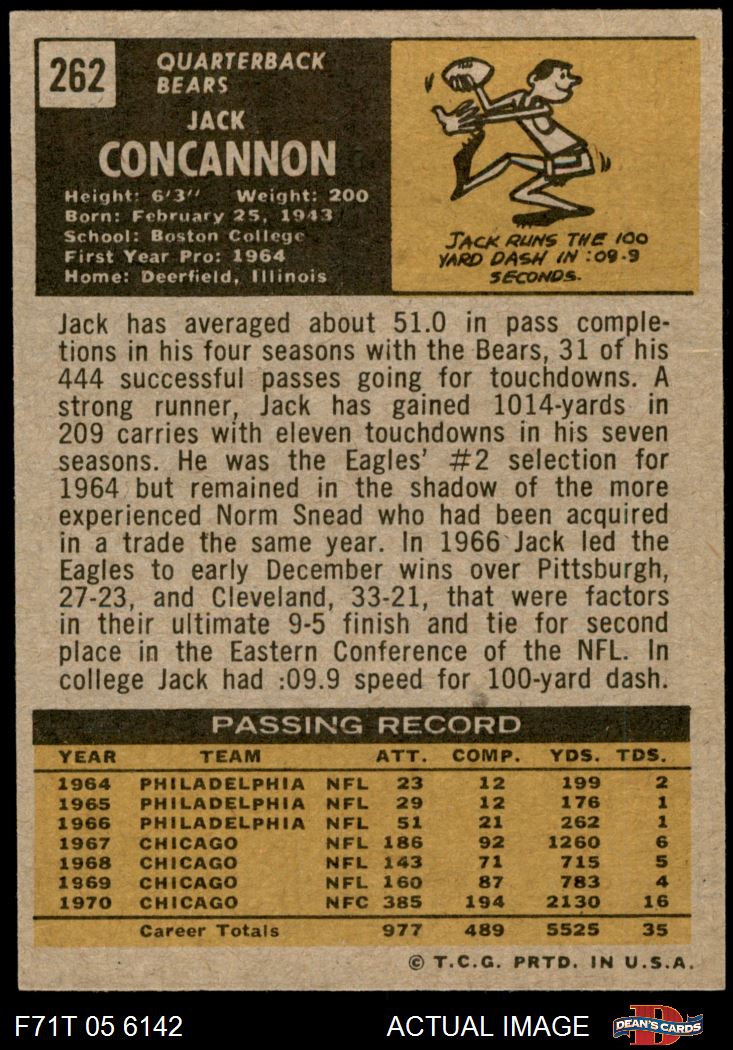 262
QUARTERBACK
BEARS
JACK
CONCANNON
Height: 6'3" Weight: 200
Born: February 25, 1943
School: Boston College
First Year Pro: 1964
Home: Deerfield, Illinois
JACK RUNS THE 100
YARD DASH IN :09.9
SECONDS.
Jack has averaged about 51.0 in pass comple-
tions in his four seasons with the Bears, 31 of his
444 successful passes going for touchdowns. A
strong runner, Jack has gained 1014-yards in
209 carries with eleven touchdowns in his seven
seasons. He was the Eagles' #2 selection for
1964 but remained in the shadow of the more
experienced Norm Snead who had been acquired
in a trade the same year. In 1966 Jack led the
Eagles to early December wins over Pittsburgh,
27-23, and Cleveland, 33-21, that were factors
in their ultimate 9-5 finish and tie for second
place in the Eastern Conference of the NFL. In
college Jack had :09.9 speed for 100-yard dash.
PASSING RECORD
YEAR TEAM ATT. COMP. YDS. TDS.
1964 PHILADELPHIA NFL 23 12 199 2
1965 PHILADELPHIA NFL 29 12 176 1
1966 PHILADELPHIA NFL 51 21 262 1
1967 CHICAGO NFL 186 92 1260 6
1968 CHICAGO NFL 143 71 715 5
1969 CHICAGO NFL 160 87 783 4
1970 CHICAGO NFC 385 194 2130 16
Career Totals 977 489 5525 35
© T.C.G. PRTD. IN U.S.A.
F71T 05 6142 ACTUAL IMAGE D DEAN'S CARDS